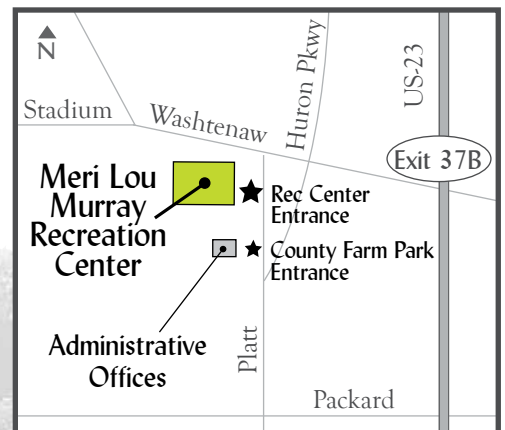 N
Huron Pkwy
US-23
Stadium
Washtenaw
Exit 37B
Meri Lou
Murray
Recreation
Center
Rec Center
Entrance
County Farm Park
Entrance
Administrative
Offices
Platt
Packard